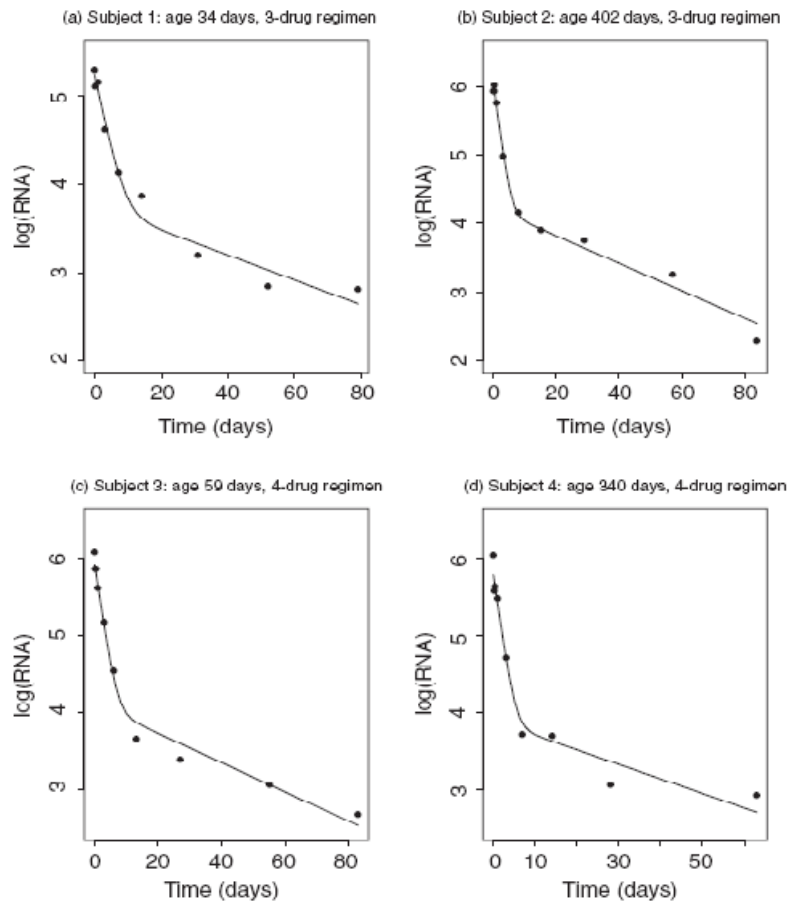 (a) Subject 1: age 34 days, 3-drug regimen
log(RNA)
5
4
3
2
0 20 40 60 80
Time (days)
(b) Subject 2: age 402 days, 3-drug regimen
log(RNA)
6
5
4
3
2
0 20 40 60 80
Time (days)
(c) Subject 3: age 59 days, 4-drug regimen
log(RNA)
6
5
4
3
0 20 40 60 80
Time (days)
(d) Subject 4: age 340 days, 4-drug regimen
log(RNA)
6
5
4
3
0 10 30 50
Time (days)